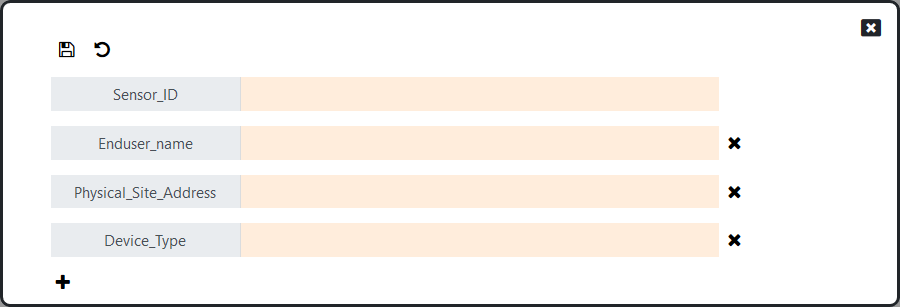 Sensor_ID
Enduser_name
Physical_Site_Address
Device_Type